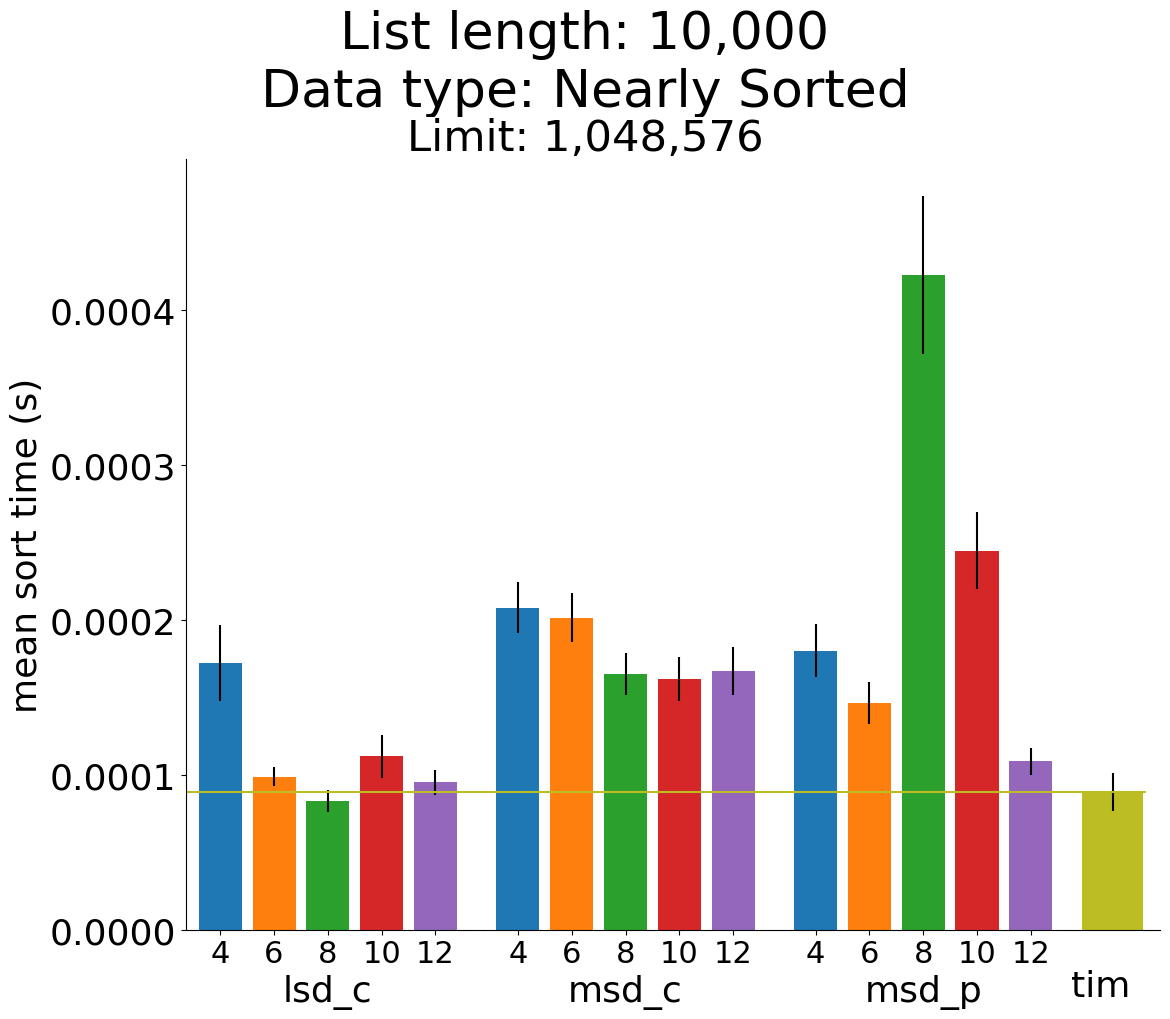 List length: 10,000
Data type: Nearly Sorted
Limit: 1,048,576
mean sort time (s)
0.0004
0.0003
0.0002
0.0001
0.0000
4 6 8 10 12 4 6 8 10 12 4 6 8 10 12
lsd_c msd_c msd_p tim